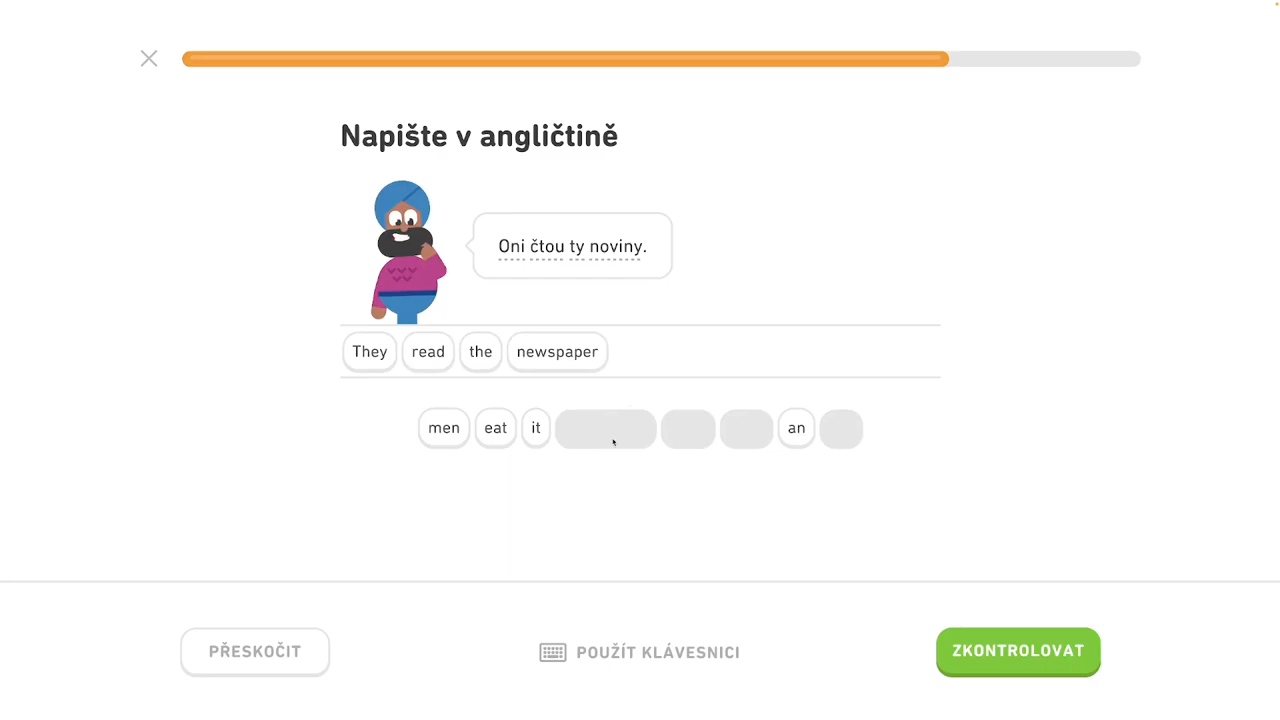 Napište v angličtině
Oni čtou ty noviny.
They read the newspaper
men eat it an
PŘESKOČIT POUŽÍT KLÁVESNICI ZKONTROLOVAT